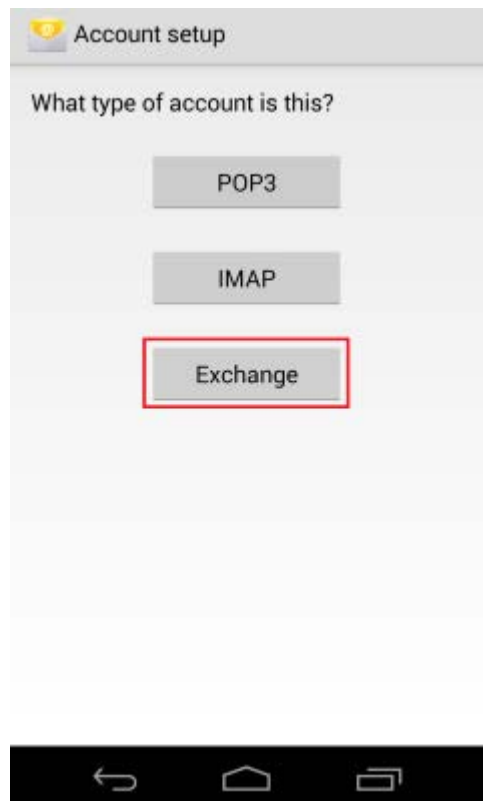 Account setup
What type of account is this?
POP3
IMAP
Exchange